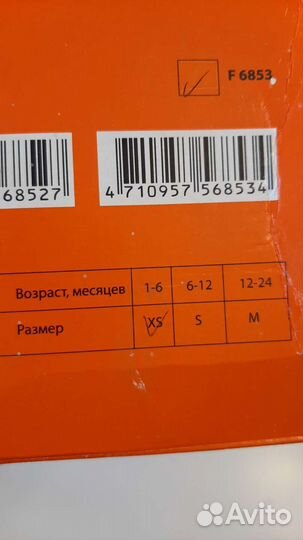 F 6853
68527
4 710957 568534
Возраст, месяцев 1-6 6-12 12-24
Размер XS S M
Avito